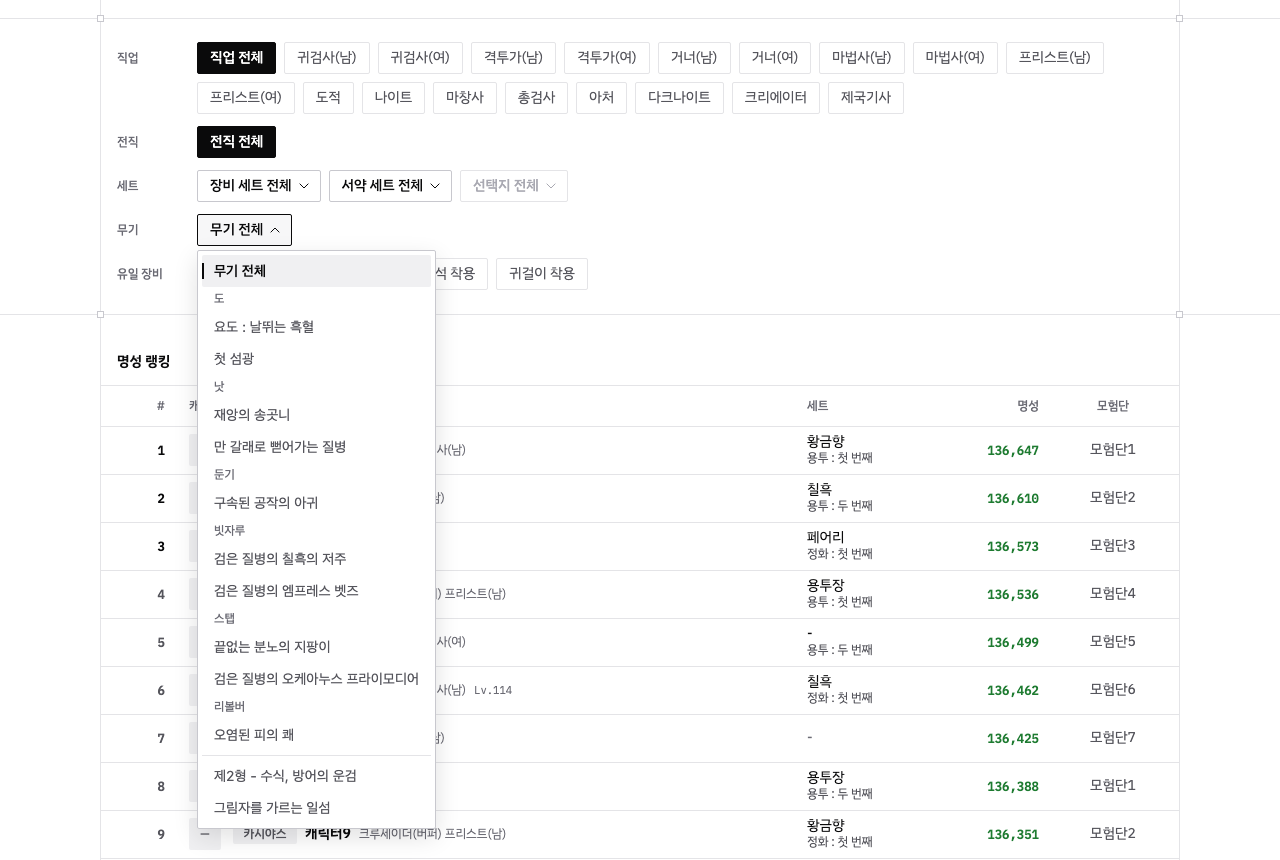 직업 직업 전체 귀검사(남) 귀검사(여) 격투가(남) 격투가(여) 거너(남) 거너(여) 마법사(남) 마법사(여) 프리스트(남)
프리스트(여) 도적 나이트 마창사 총검사 아처 다크나이트 크리에이터 제국기사
전직 전직 전체
세트 장비 세트 전체 서약 세트 전체 선택지 전체
무기 무기 전체
유일 장비 착용 귀걸이 착용
무기 전체
도
요도 : 날뛰는 흑혈
첫 섬광
낫
재앙의 송곳니
만 갈래로 뻗어가는 질병
둔기
구속된 공작의 아귀
빗자루
검은 질병의 칠흑의 저주
검은 질병의 엠프레스 벳즈
스탭
끝없는 분노의 지팡이
검은 질병의 오케아누스 프라이모디어
리볼버
오염된 피의 쾌
제2형 - 수식, 방어의 운검
그림자를 가르는 일섬
명성 랭킹
# 세트 명성 모험단
1 사(남) 황금향 136,647 모험단1
용투 : 첫 번째
2 칠흑 136,610 모험단2
용투 : 두 번째
3 페어리 136,573 모험단3
정화 : 첫 번째
4 프리스트(남) 용투장 136,536 모험단4
용투 : 첫 번째
5 사(여) - 136,499 모험단5
용투 : 두 번째
6 사(남) Lv.114 칠흑 136,462 모험단6
정화 : 첫 번째
7 - 136,425 모험단7
8 용투장 136,388 모험단1
용투 : 첫 번째
9 — 카시야스 캐릭터9 크루세이더(버퍼) 프리스트(남) 황금향 136,351 모험단2
정화 : 첫 번째